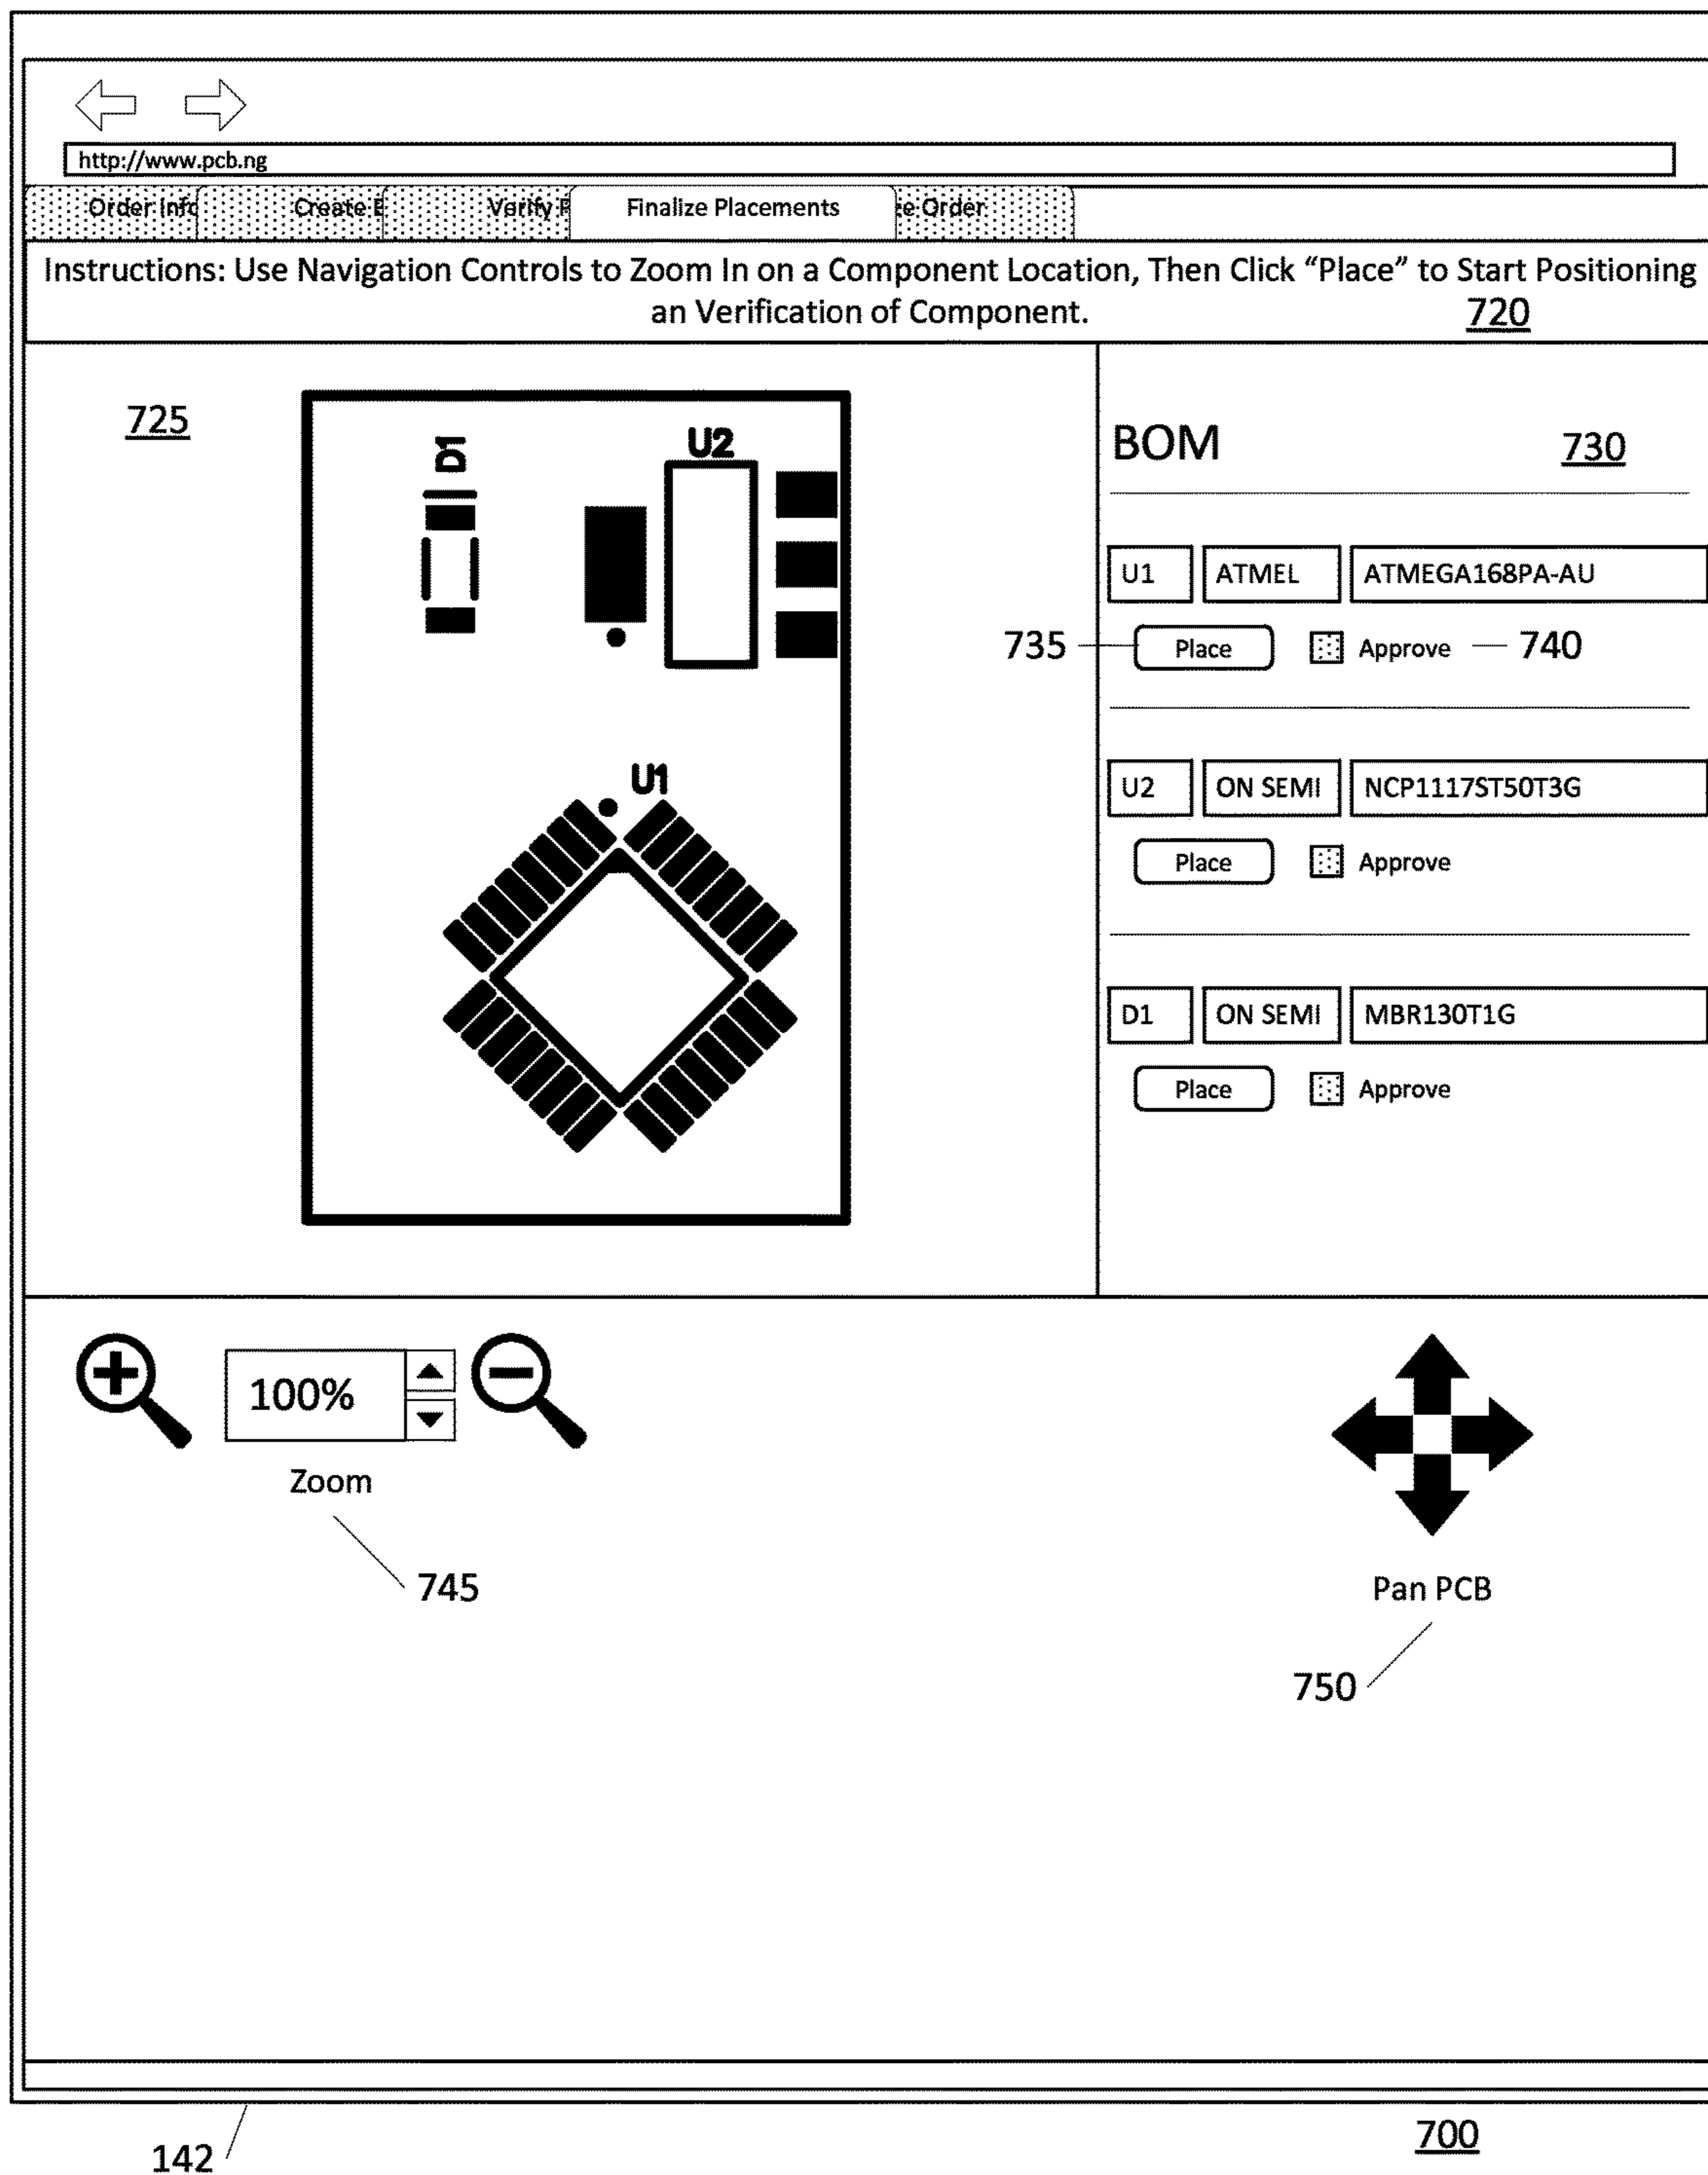 http://www.pcb.ng
Order Info Create Verify Finalize Placements e Order
Instructions: Use Navigation Controls to Zoom In on a Component Location, Then Click “Place” to Start Positioning
an Verification of Component.
720
725
D1
U2
U1
BOM 730
U1 ATMEL ATMEGA168PA-AU
735 Place Approve 740
U2 ON SEMI NCP1117ST50T3G
Place Approve
D1 ON SEMI MBR130T1G
Place Approve
100%
Zoom
745
Pan PCB
750
142
700